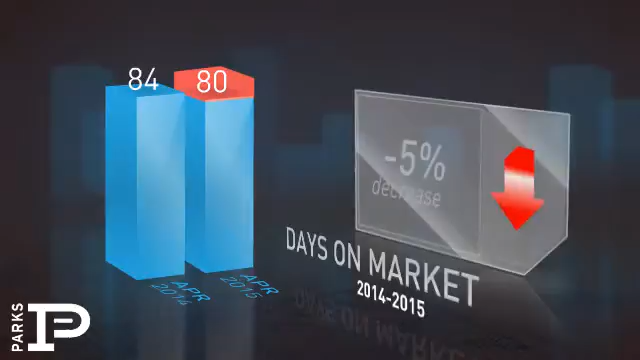 84
80
-5%
decrease
DAYS ON MARKET
2014-2015
APR
2014
APR
2015
PARKS
P